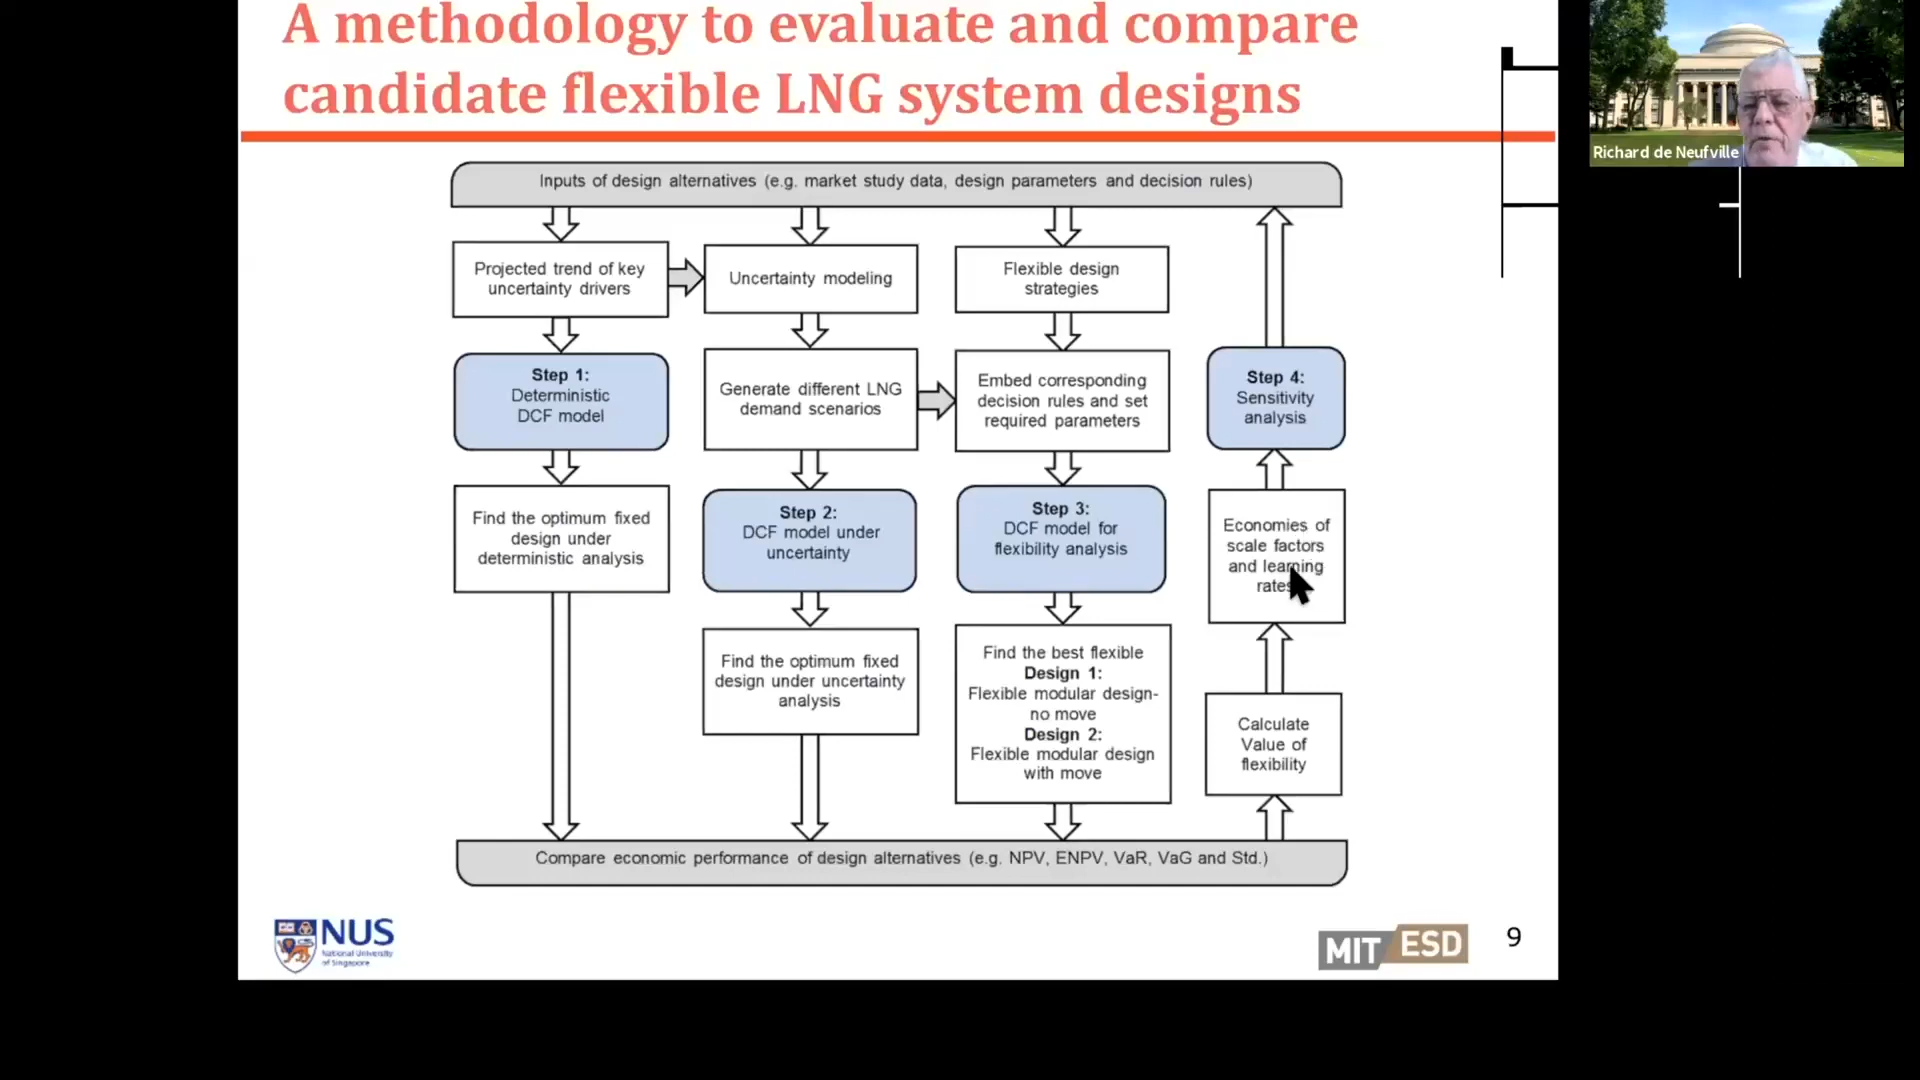 A methodology to evaluate and compare
candidate flexible LNG system designs
Richard de Neufville
Inputs of design alternatives (e.g. market study data, design parameters and decision rules)
Projected trend of key
uncertainty drivers
Uncertainty modeling
Flexible design
strategies
Step 1:
Deterministic
DCF model
Generate different LNG
demand scenarios
Embed corresponding
decision rules and set
required parameters
Step 4:
Sensitivity
analysis
Find the optimum fixed
design under
deterministic analysis
Step 2:
DCF model under
uncertainty
Step 3:
DCF model for
flexibility analysis
Economies of
scale factors
and learning
rates
Find the optimum fixed
design under uncertainty
analysis
Find the best flexible
Design 1:
Flexible modular design-
no move
Design 2:
Flexible modular design
with move
Calculate
Value of
flexibility
Compare economic performance of design alternatives (e.g. NPV, ENPV, VaR, VaG and Std.)
NUS
National University
of Singapore
MIT ESD
9